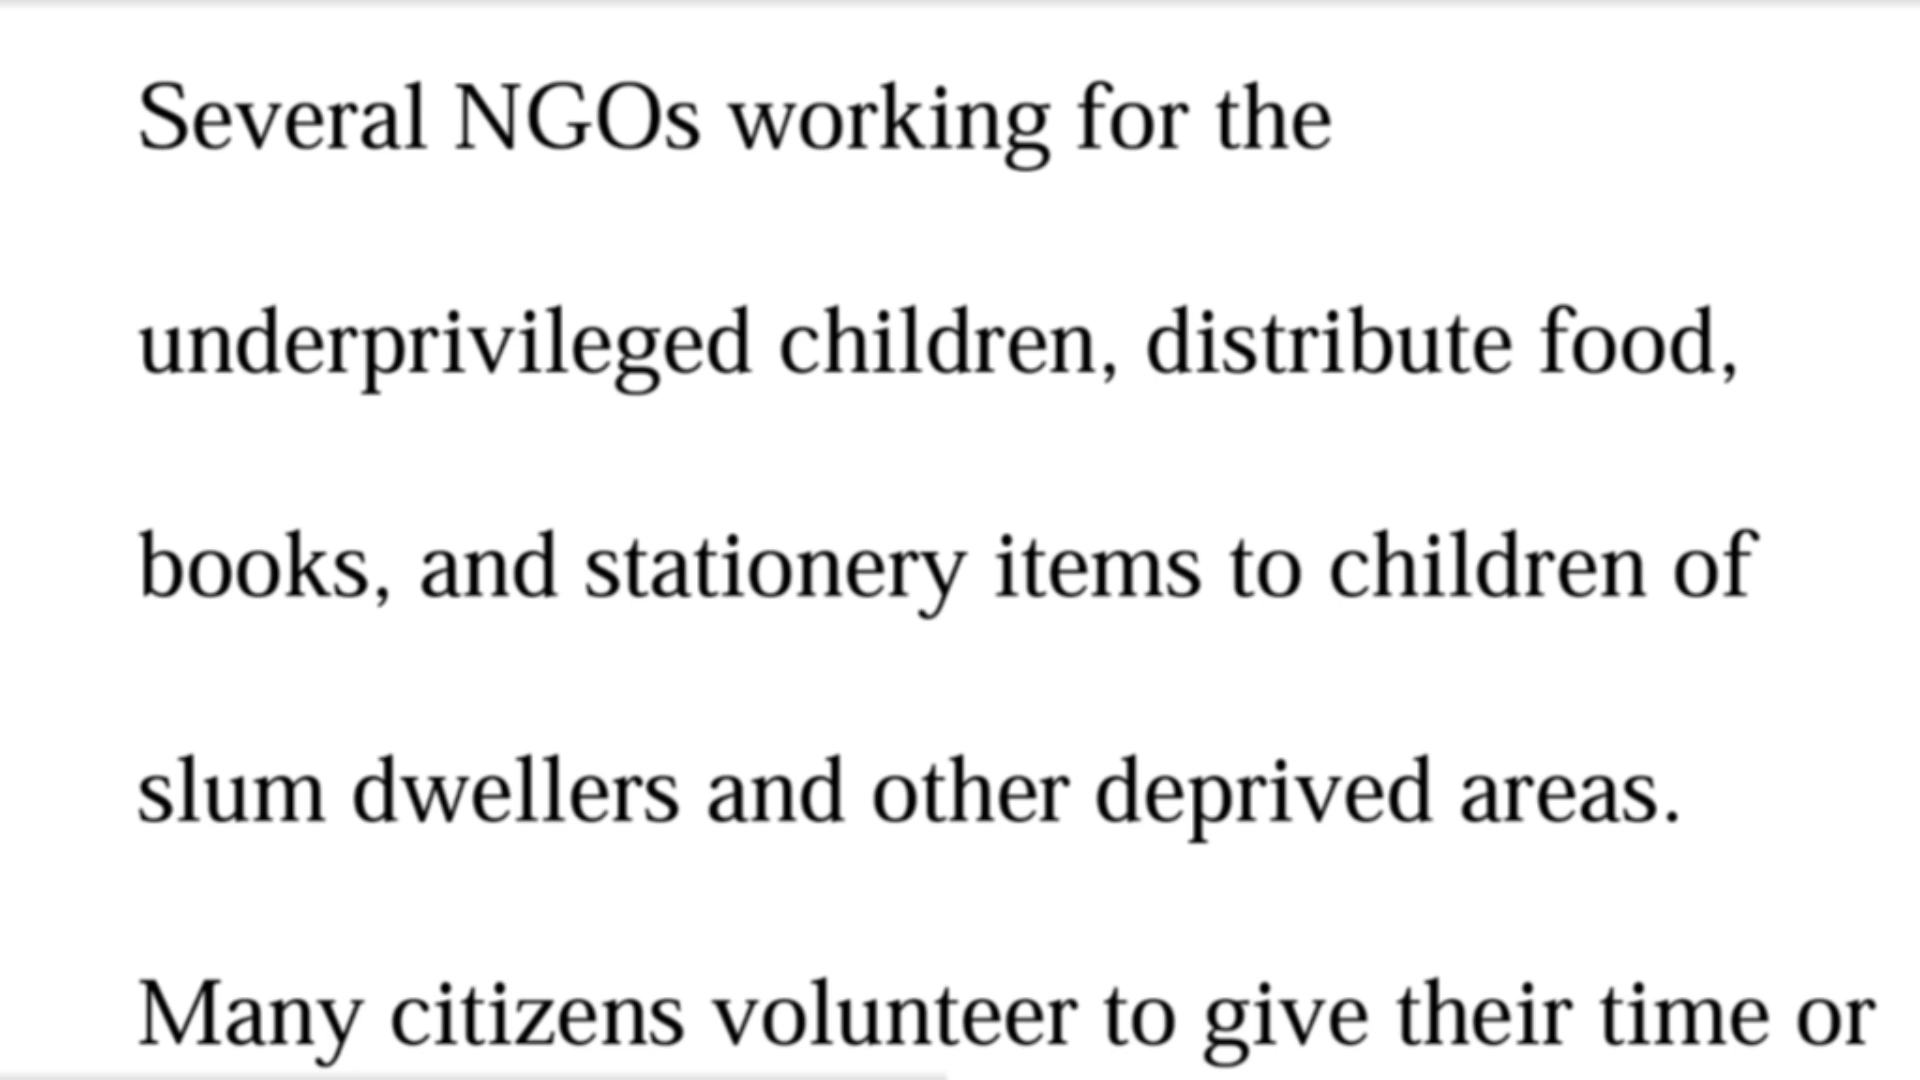 Several NGOs working for the
underprivileged children, distribute food,
books, and stationery items to children of
slum dwellers and other deprived areas.
Many citizens volunteer to give their time or